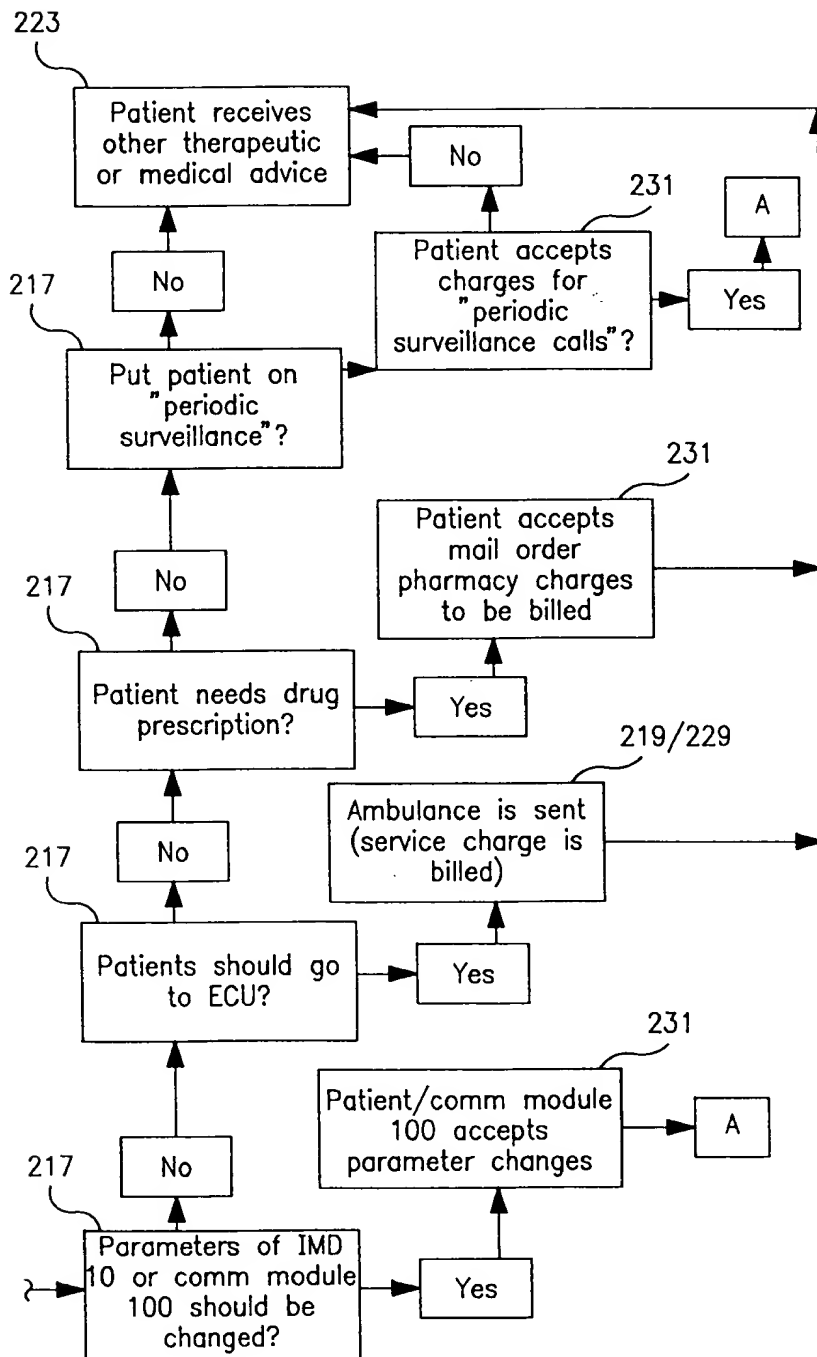 223
Patient receives
other therapeutic
or medical advice
No
231
A
Patient accepts
charges for
"periodic
surveillance calls"?
Yes
No
217
Put patient on
"periodic
surveillance"?
231
Patient accepts
mail order
pharmacy charges
to be billed
No
217
Patient needs drug
prescription?
Yes
219/229
Ambulance is sent
(service charge is
billed)
No
217
Patients should go
to ECU?
Yes
231
Patient/comm module
100 accepts
parameter changes
A
No
217
Parameters of IMD
10 or comm module
100 should be
changed?
Yes